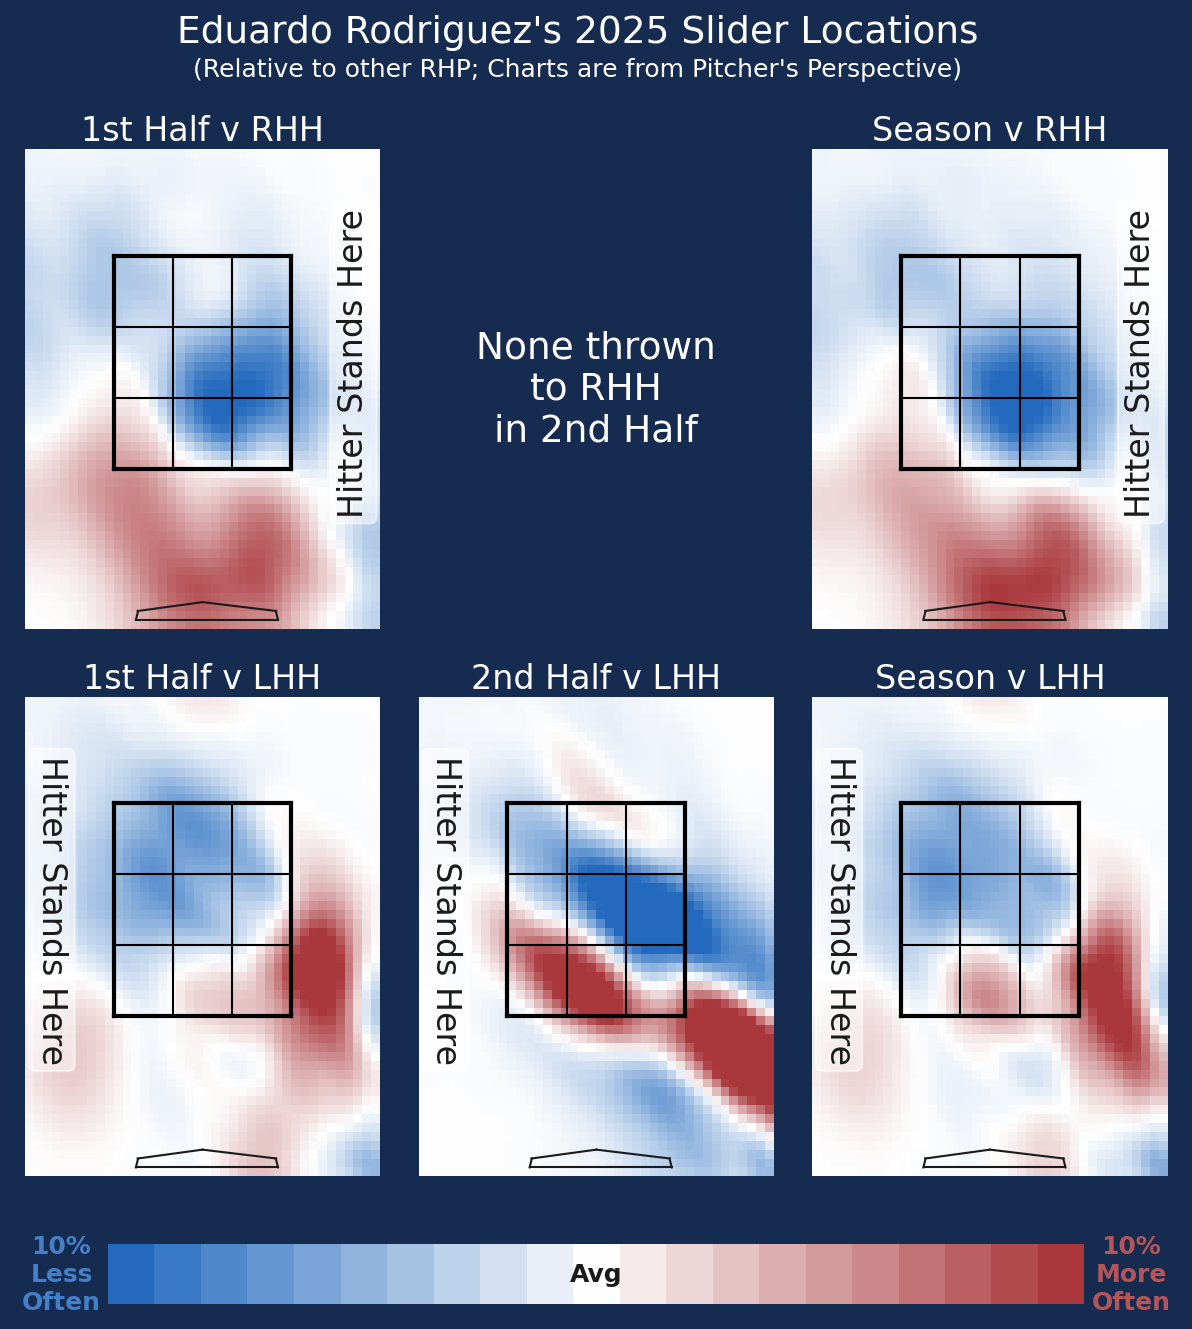 Eduardo Rodriguez's 2025 Slider Locations
(Relative to other RHP; Charts are from Pitcher's Perspective)
1st Half v RHH
Season v RHH
Hitter Stands Here
None thrown
to RHH
in 2nd Half
Hitter Stands Here
1st Half v LHH
2nd Half v LHH
Season v LHH
Hitter Stands Here
Hitter Stands Here
Hitter Stands Here
10%
Less
Often
Avg
10%
More
Often